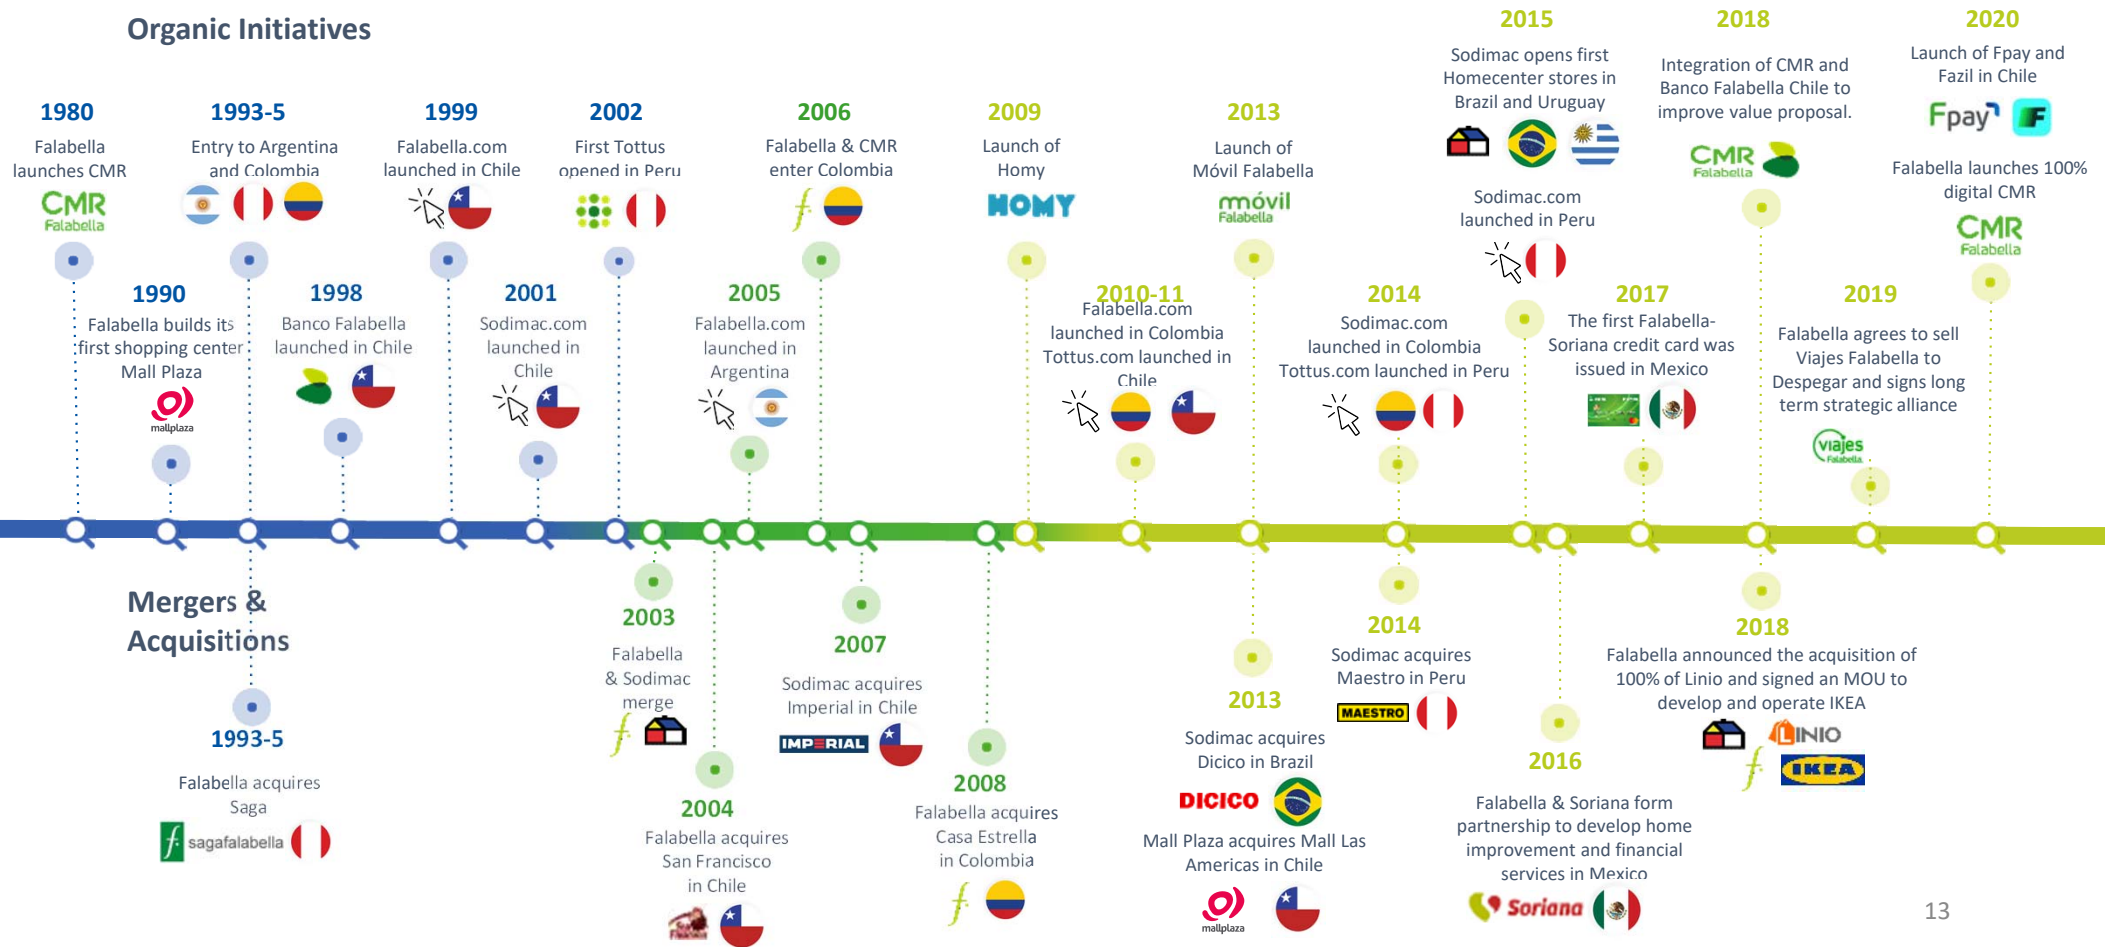 Organic Initiatives
1980
Falabella
launches CMR
CMR
Falabella
1990
Falabella builds its
first shopping center
Mall Plaza
mallplaza
1993-5
Entry to Argentina
and Colombia
1998
Banco Falabella
launched in Chile
1999
Falabella.com
launched in Chile
2001
Sodimac.com
launched in
Chile
2002
First Tottus
opened in Peru
2005
Falabella.com
launched in
Argentina
2006
Falabella & CMR
enter Colombia
f
2009
Launch of
Homy
HOMY
2010-11
Falabella.com
launched in Colombia
Tottus.com launched in
Chile
2013
Launch of
Móvil Falabella
móvil
Falabella
2014
Sodimac.com
launched in Colombia
Tottus.com launched in Peru
2015
Sodimac opens first
Homecenter stores in
Brazil and Uruguay
Sodimac.com
launched in Peru
2017
The first Falabella-
Soriana credit card was
issued in Mexico
2018
Integration of CMR and
Banco Falabella Chile to
improve value proposal.
CMR
Falabella
2019
Falabella agrees to sell
Viajes Falabella to
Despegar and signs long
term strategic alliance
viajes
Falabella
2020
Launch of Fpay and
Fazil in Chile
Fpay F
Falabella launches 100%
digital CMR
CMR
Falabella
Mergers &
Acquisitions
1993-5
Falabella acquires
Saga
f. sagafalabella
2003
Falabella
& Sodimac
merge
f.
2004
Falabella acquires
San Francisco
in Chile
2007
Sodimac acquires
Imperial in Chile
IMPERIAL
2008
Falabella acquires
Casa Estrella
in Colombia
f.
2013
Sodimac acquires
Dicico in Brazil
DICICO
Mall Plaza acquires Mall Las
Americas in Chile
mallplaza
2014
Sodimac acquires
Maestro in Peru
MAESTRO
2016
Falabella & Soriana form
partnership to develop home
improvement and financial
services in Mexico
Soriana
2018
Falabella announced the acquisition of
100% of Linio and signed an MOU to
develop and operate IKEA
LINIO
f. IKEA
13